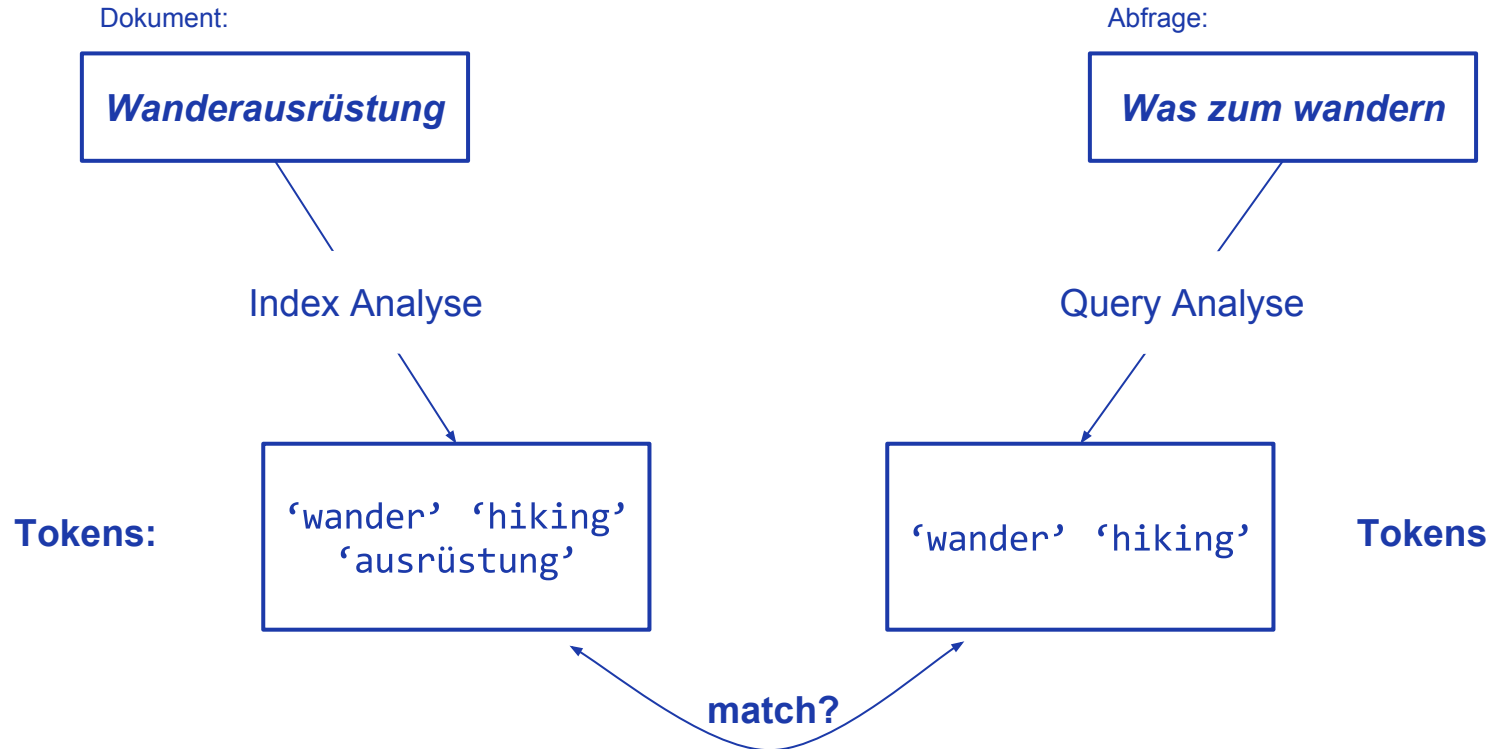 Dokument:
Abfrage:
Wanderausrüstung
Was zum wandern
Index Analyse
Query Analyse
Tokens:
‘wander’ ‘hiking’
‘ausrüstung’
‘wander’ ‘hiking’
Tokens
match?